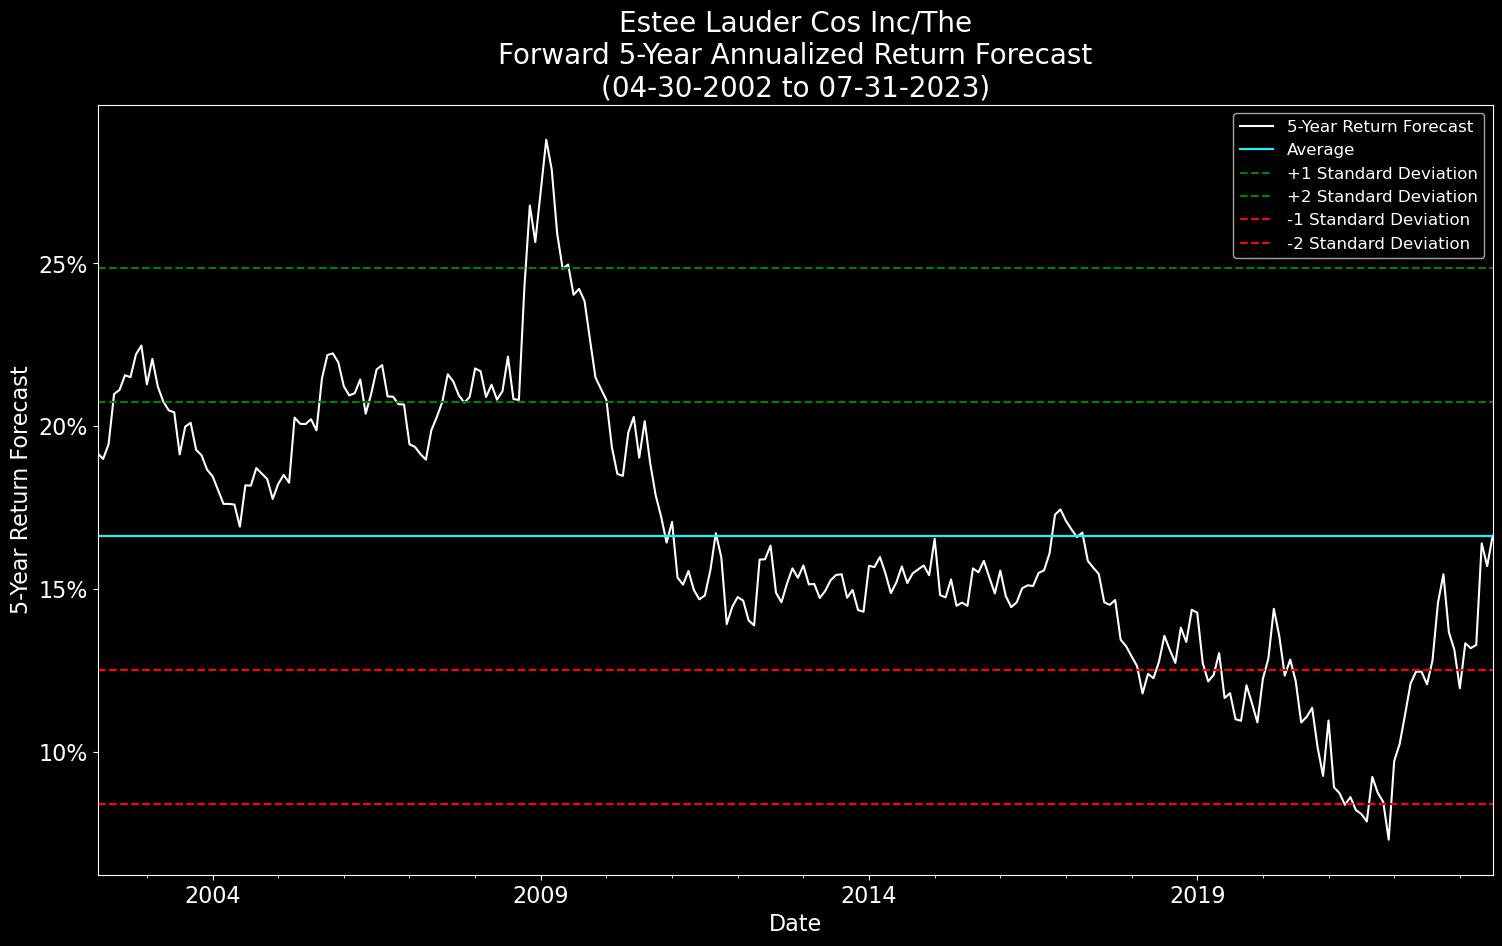 Estee Lauder Cos Inc/The
Forward 5-Year Annualized Return Forecast
(04-30-2002 to 07-31-2023)
5-Year Return Forecast
Average
+1 Standard Deviation
+2 Standard Deviation
-1 Standard Deviation
-2 Standard Deviation
5-Year Return Forecast
25%
20%
15%
10%
2004
2009
2014
2019
Date